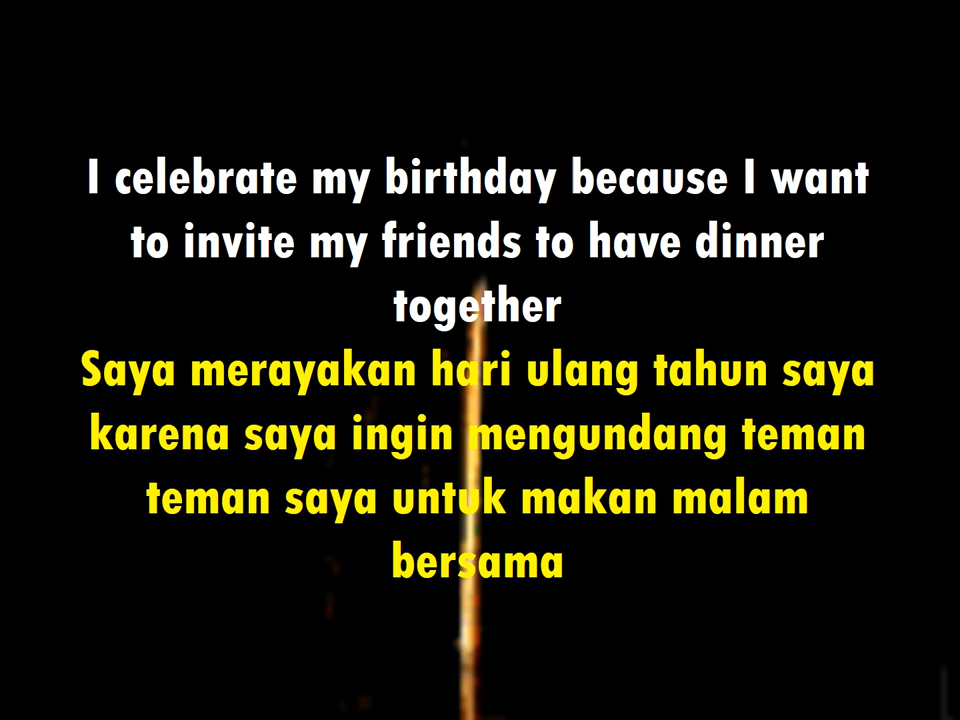 I celebrate my birthday because I want
to invite my friends to have dinner
together
Saya merayakan hari ulang tahun saya
karena saya ingin mengundang teman
teman saya untuk makan malam
bersama